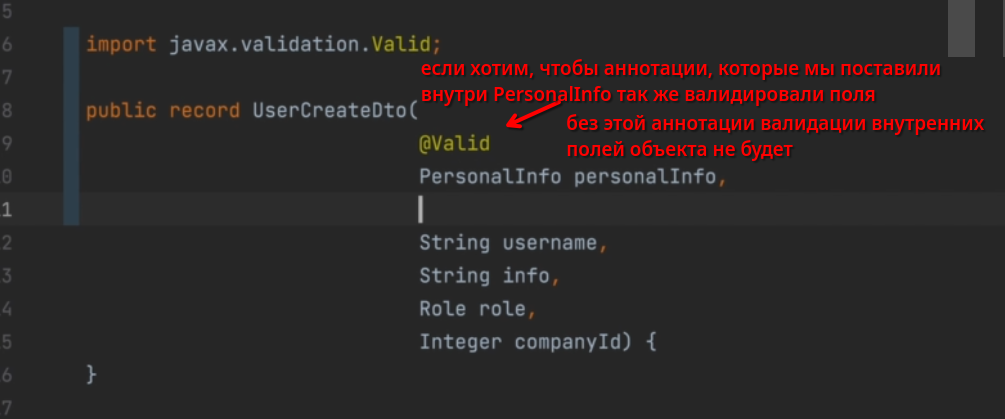 5
6 import javax.validation.Valid;
7 если хотим, чтобы аннотации, которые мы поставили
внутри PersonalInfo так же валидировали поля
8 public record UserCreateDto(
без этой аннотации валидации внутренних
полей объекта не будет
9 @Valid
0 PersonalInfo personalInfo,
1
2 String username,
3 String info,
4 Role role,
5 Integer companyId) {
6 }
7